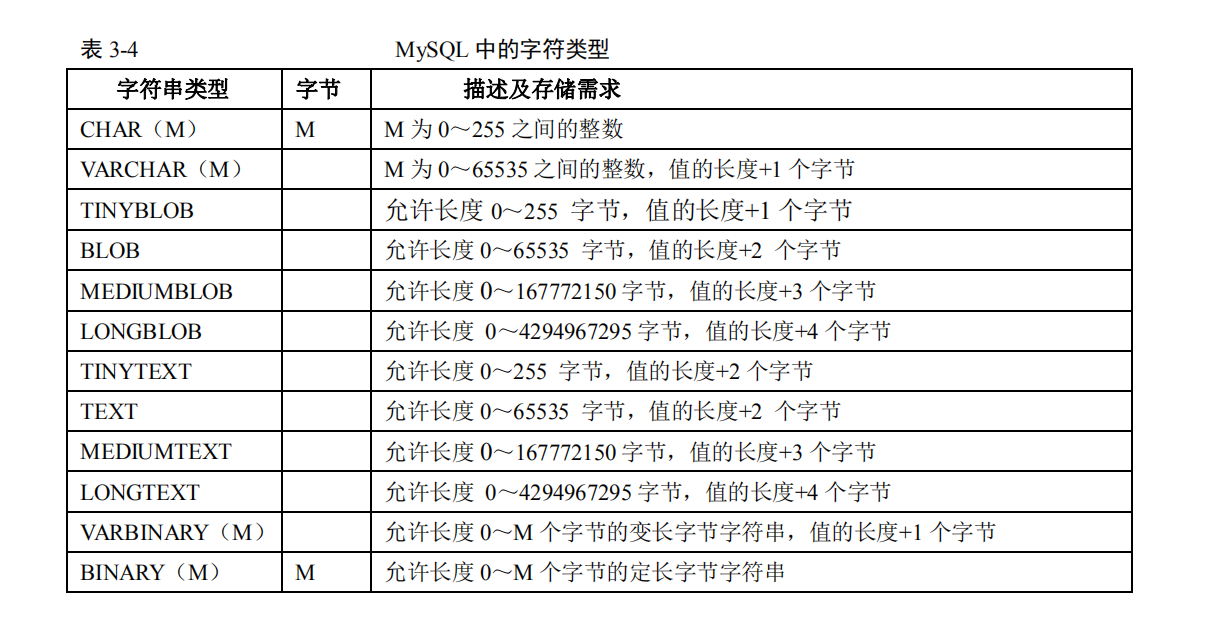 表 3-4 MySQL 中的字符类型
字符串类型 字节 描述及存储需求
CHAR（M） M M 为 0～255 之间的整数
VARCHAR（M） M 为 0～65535 之间的整数，值的长度+1 个字节
TINYBLOB 允许长度 0～255 字节，值的长度+1 个字节
BLOB 允许长度 0～65535 字节，值的长度+2 个字节
MEDIUMBLOB 允许长度 0～167772150 字节，值的长度+3 个字节
LONGBLOB 允许长度 0～4294967295 字节，值的长度+4 个字节
TINYTEXT 允许长度 0～255 字节，值的长度+2 个字节
TEXT 允许长度 0～65535 字节，值的长度+2 个字节
MEDIUMTEXT 允许长度 0～167772150 字节，值的长度+3 个字节
LONGTEXT 允许长度 0～4294967295 字节，值的长度+4 个字节
VARBINARY（M） 允许长度 0～M 个字节的变长字节字符串，值的长度+1 个字节
BINARY（M） M 允许长度 0～M 个字节的定长字节字符串